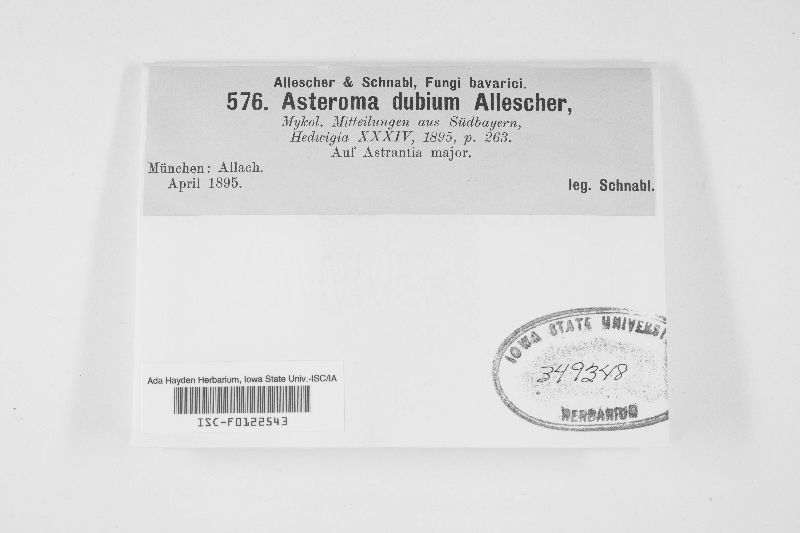 Allescher & Schnabl, Fungi bavarici.
576. Asteroma dubium Allescher,
Mykol. Mitteilungen aus Südbayern,
Hedwigia XXXIV, 1895, p. 263.
Auf Astrantia major.
München: Allach.
April 1895.
leg. Schnabl.
IOWA STATE UNIVERSI
349348
HERBARIUM
Ada Hayden Herbarium, Iowa State Univ.-ISC/IA
ISC-F0122543